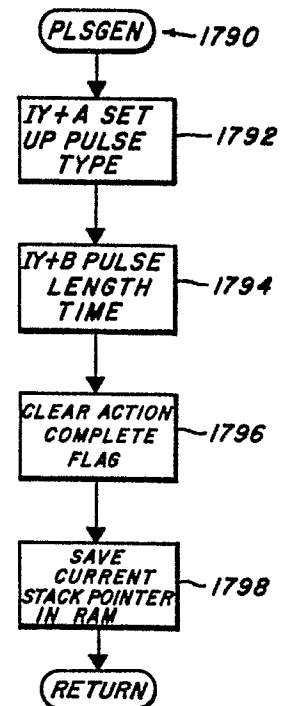 PLSGEN
1790
IY+A SET
UP PULSE
TYPE
1792
IY+B PULSE
LENGTH
TIME
1794
CLEAR ACTION
COMPLETE
FLAG
1796
SAVE
CURRENT
STACK POINTER
IN RAM
1798
RETURN